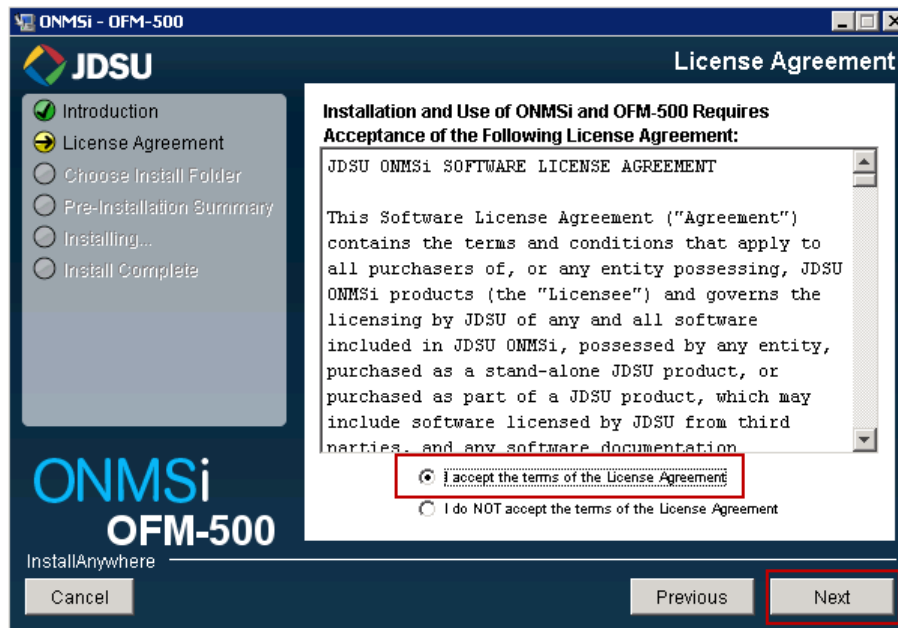 ONMSi - OFM-500
JDSU
License Agreement
Introduction
License Agreement
Choose Install Folder
Pre-Installation Summary
Installing...
Install Complete
Installation and Use of ONMSi and OFM-500 Requires
Acceptance of the Following License Agreement:
JDSU ONMSi SOFTWARE LICENSE AGREEMENT
This Software License Agreement ("Agreement")
contains the terms and conditions that apply to
all purchasers of, or any entity possessing, JDSU
ONMSi products (the "Licensee") and governs the
licensing by JDSU of any and all software
included in JDSU ONMSi, possessed by any entity,
purchased as a stand-alone JDSU product, or
purchased as part of a JDSU product, which may
include software licensed by JDSU from third
parties, and any software documentation
I accept the terms of the License Agreement
I do NOT accept the terms of the License Agreement
ONMSi
OFM-500
InstallAnywhere
Cancel
Previous
Next